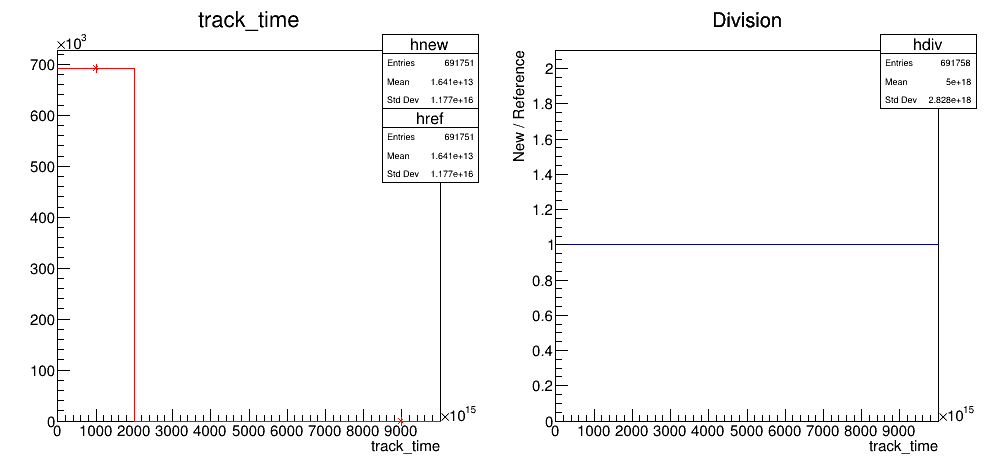 track_time
×10³
hnew
Entries 691751
Mean 1.641e+13
Std Dev 1.177e+16
href
Entries 691751
Mean 1.641e+13
Std Dev 1.177e+16
700
600
500
400
300
200
100
0
0 1000 2000 3000 4000 5000 6000 7000 8000 9000
×10¹⁵
track_time
Division
hdiv
Entries 691758
Mean 5e+18
Std Dev 2.828e+18
New / Reference
2
1.8
1.6
1.4
1.2
1
0.8
0.6
0.4
0.2
0
0 1000 2000 3000 4000 5000 6000 7000 8000 9000
×10¹⁵
track_time